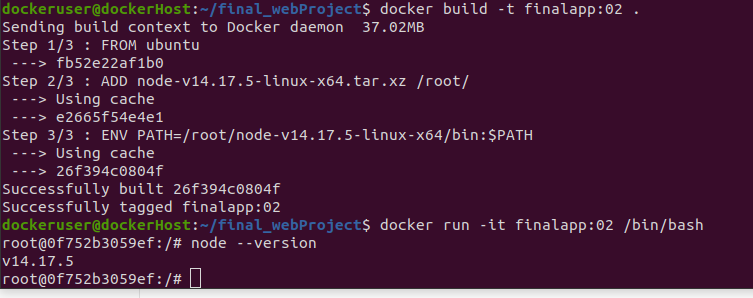 dockeruser@dockerHost:~/final_webProject$ docker build -t finalapp:02 .
Sending build context to Docker daemon  37.02MB
Step 1/3 : FROM ubuntu
 ---> fb52e22af1b0
Step 2/3 : ADD node-v14.17.5-linux-x64.tar.xz /root/
 ---> Using cache
 ---> e2665f54e4e1
Step 3/3 : ENV PATH=/root/node-v14.17.5-linux-x64/bin:$PATH
 ---> Using cache
 ---> 26f394c0804f
Successfully built 26f394c0804f
Successfully tagged finalapp:02
dockeruser@dockerHost:~/final_webProject$ docker run -it finalapp:02 /bin/bash
root@0f752b3059ef:/# node --version
v14.17.5
root@0f752b3059ef:/#